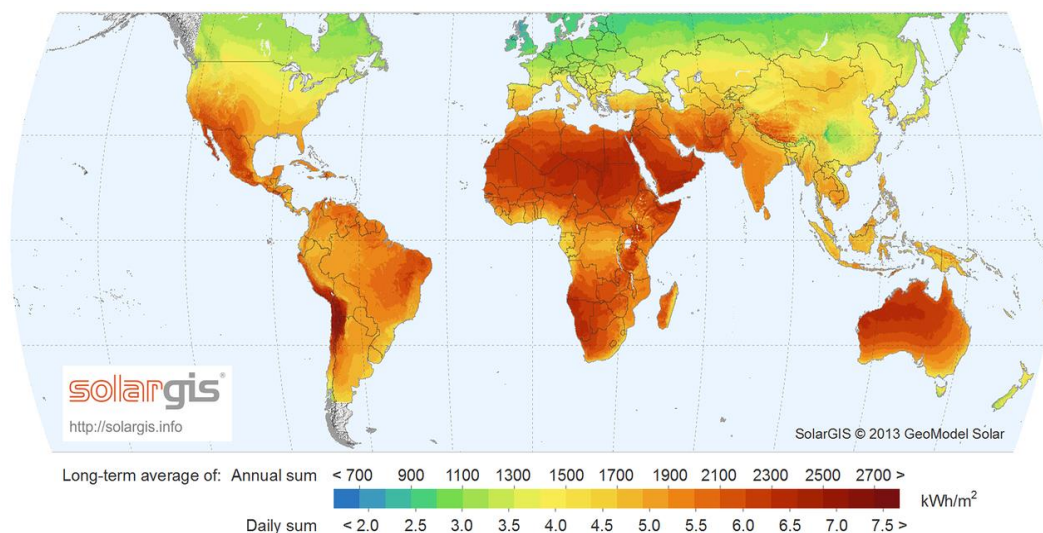 solargis®
http://solargis.info
SolarGIS © 2013 GeoModel Solar
Long-term average of: Annual sum < 700 900 1100 1300 1500 1700 1900 2100 2300 2500 2700 >
kWh/m²
Daily sum < 2.0 2.5 3.0 3.5 4.0 4.5 5.0 5.5 6.0 6.5 7.0 7.5 >